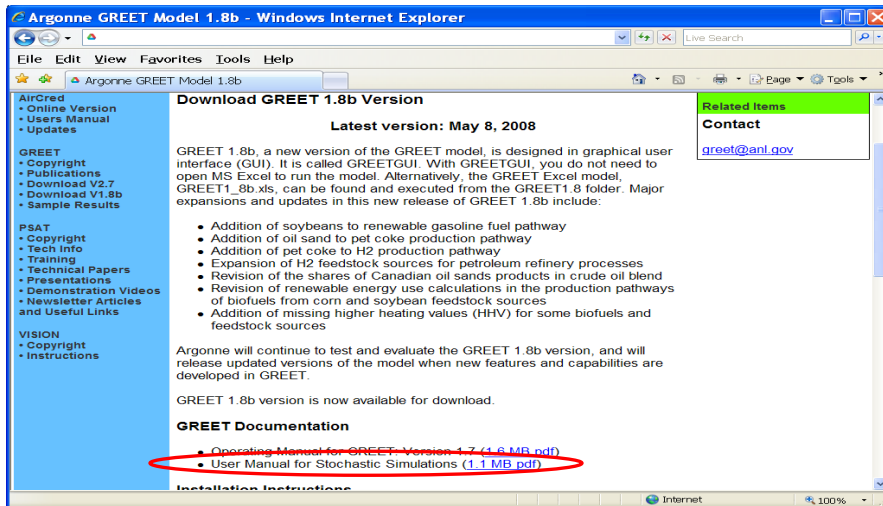 Argonne GREET Model 1.8b - Windows Internet Explorer
Live Search
File Edit View Favorites Tools Help
Argonne GREET Model 1.8b
Page Tools
AirCred
• Online Version
• Users Manual
• Updates
GREET
• Copyright
• Publications
• Download V2.7
• Download V1.8b
• Sample Results
PSAT
• Copyright
• Tech Info
• Training
• Technical Papers
• Presentations
• Demonstration Videos
• Newsletter Articles
and Useful Links
VISION
• Copyright
• Instructions
Download GREET 1.8b Version
Latest version: May 8, 2008
GREET 1.8b, a new version of the GREET model, is designed in graphical user
interface (GUI). It is called GREETGUI. With GREETGUI, you do not need to
open MS Excel to run the model. Alternatively, the GREET Excel model,
GREET1_8b.xls, can be found and executed from the GREET1.8 folder. Major
expansions and updates in this new release of GREET 1.8b include:
• Addition of soybeans to renewable gasoline fuel pathway
• Addition of oil sand to pet coke production pathway
• Addition of pet coke to H2 production pathway
• Expansion of H2 feedstock sources for petroleum refinery processes
• Revision of the shares of Canadian oil sands products in crude oil blend
• Revision of renewable energy use calculations in the production pathways
of biofuels from corn and soybean feedstock sources
• Addition of missing higher heating values (HHV) for some biofuels and
feedstock sources
Argonne will continue to test and evaluate the GREET 1.8b version, and will
release updated versions of the model when new features and capabilities are
developed in GREET.
GREET 1.8b version is now available for download.
GREET Documentation
• Operating Manual for GREET: Version 1.7 (1.6 MB pdf)
• User Manual for Stochastic Simulations (1.1 MB pdf)
Installation Instructions
Related Items
Contact
greet@anl.gov
Internet
100%